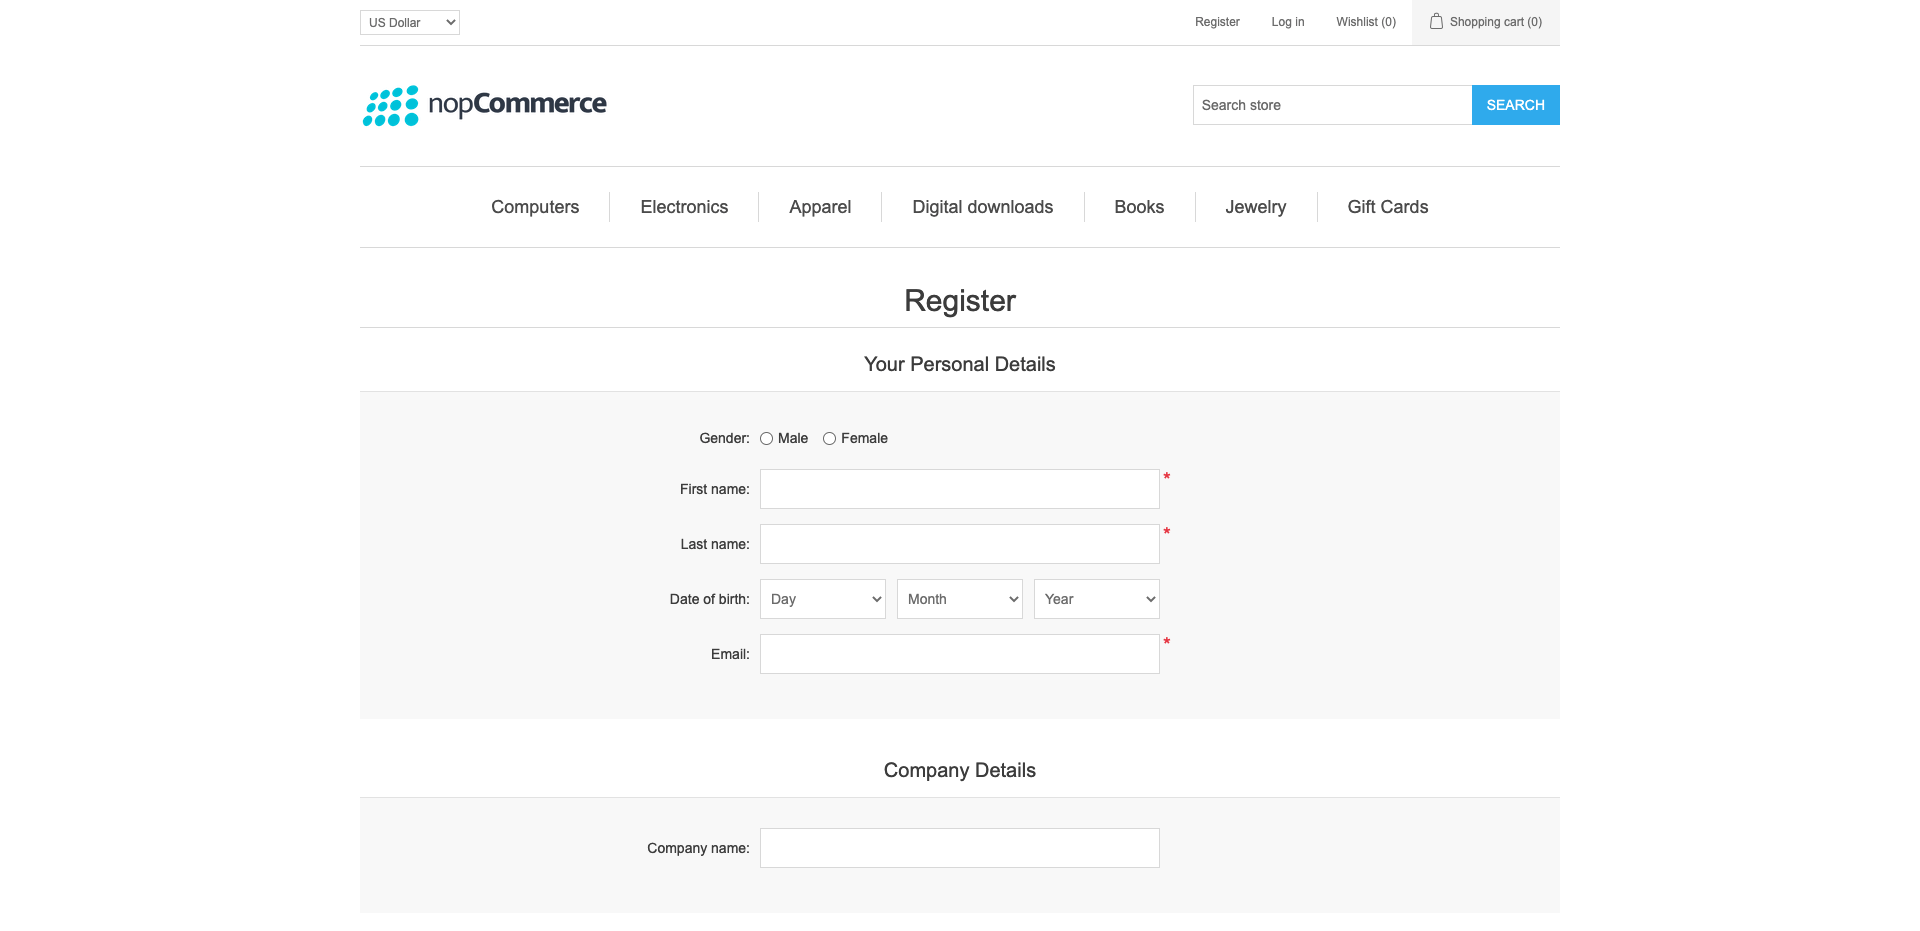 US Dollar
Register Log in Wishlist (0) Shopping cart (0)
nopCommerce
Search store SEARCH
Computers Electronics Apparel Digital downloads Books Jewelry Gift Cards
Register
Your Personal Details
Gender: Male Female
First name: *
Last name: *
Date of birth: Day Month Year
Email: *
Company Details
Company name: